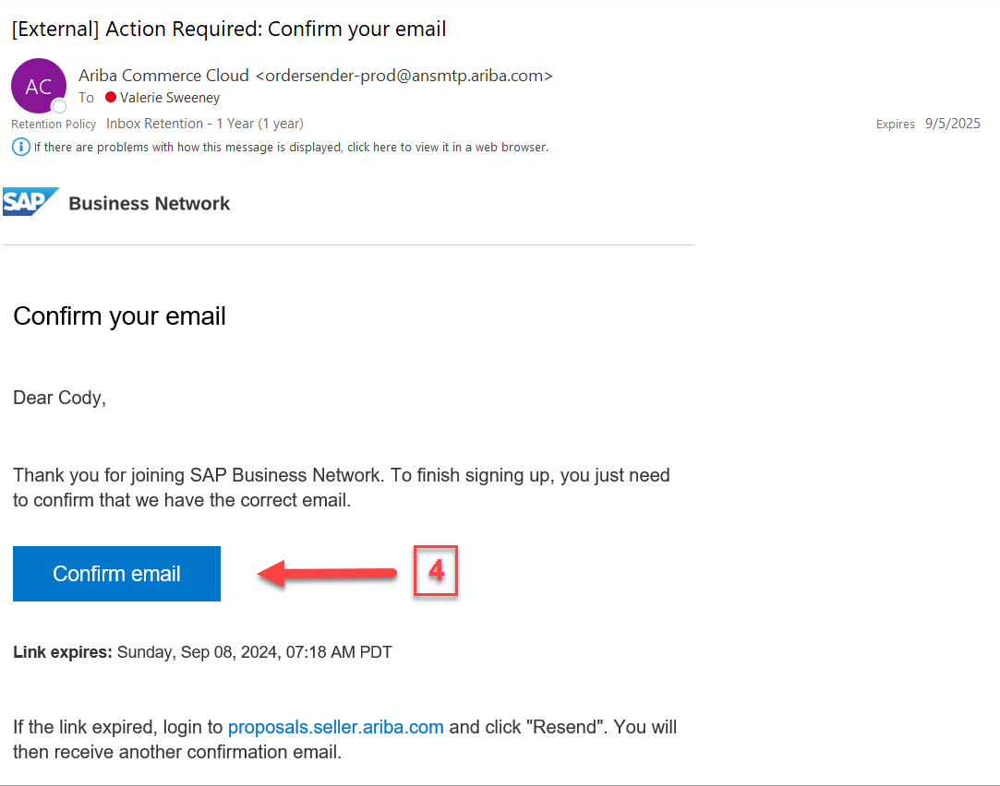 [External] Action Required: Confirm your email
AC
Ariba Commerce Cloud <ordersender-prod@ansmtp.ariba.com>
To Valerie Sweeney
Retention Policy Inbox Retention - 1 Year (1 year) Expires 9/5/2025
If there are problems with how this message is displayed, click here to view it in a web browser.
SAP Business Network
Confirm your email
Dear Cody,
Thank you for joining SAP Business Network. To finish signing up, you just need
to confirm that we have the correct email.
Confirm email 4
Link expires: Sunday, Sep 08, 2024, 07:18 AM PDT
If the link expired, login to proposals.seller.ariba.com and click "Resend". You will
then receive another confirmation email.